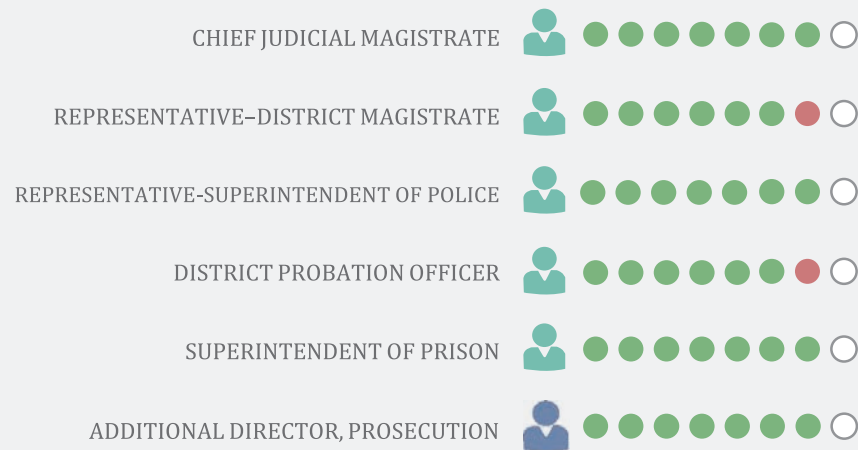 CHIEF JUDICIAL MAGISTRATE
REPRESENTATIVE–DISTRICT MAGISTRATE
REPRESENTATIVE-SUPERINTENDENT OF POLICE
DISTRICT PROBATION OFFICER
SUPERINTENDENT OF PRISON
ADDITIONAL DIRECTOR, PROSECUTION